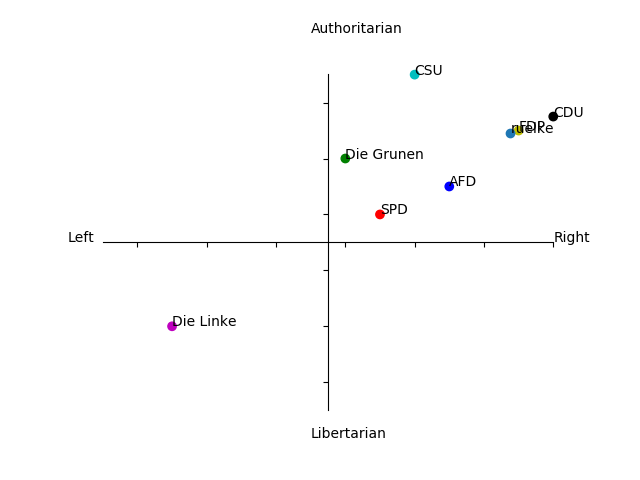 Authoritarian
CSU
CDU
FDP
Die Grunen
AFD
SPD
Left
Right
Die Linke
Libertarian